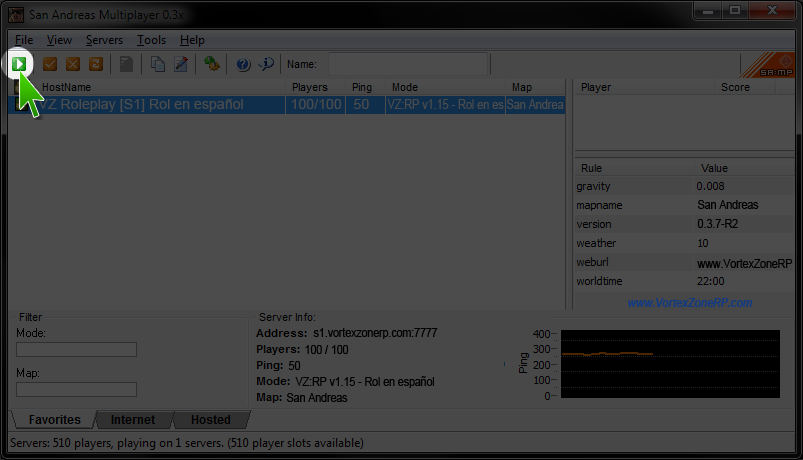 San Andreas Multiplayer 0.3x
File View Servers Tools Help
Name:
SA:MP
HostName Players Ping Mode Map
VZ Roleplay [S1] Rol en español 100/100 50 VZ:RP v1.15 - Rol en es San Andrea
Player Score
Rule Value
gravity 0.008
mapname San Andreas
version 0.3.7-R2
weather 10
weburl www.VortexZoneRP
worldtime 22:00
www.VortexZoneRP.com
Filter
Mode:
Map:
Server Info:
Address: s1.vortexzonerp.com:7777
Players: 100 / 100
Ping: 50
Mode: VZ:RP v1.15 - Rol en español
Map: San Andreas
Ping
400
300
200
100
0
Favorites Internet Hosted
Servers: 510 players, playing on 1 servers. (510 player slots available)